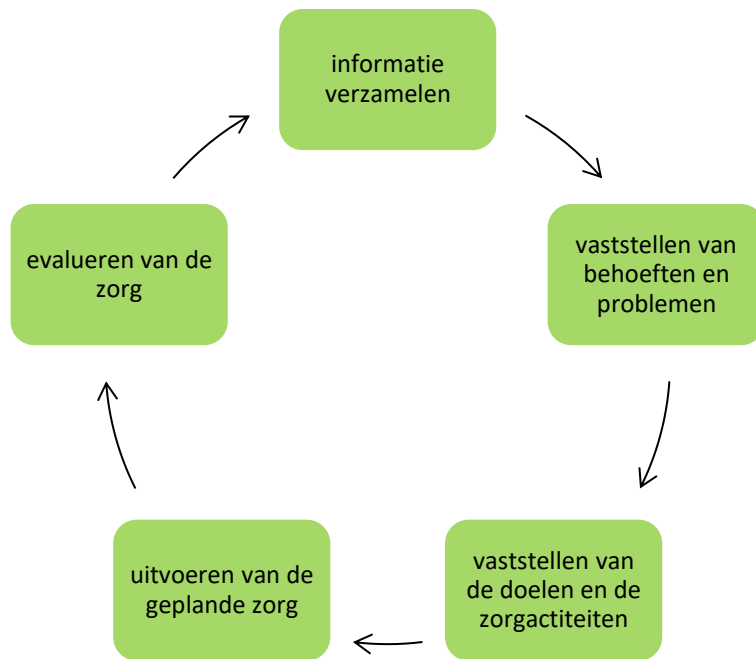 informatie
verzamelen
vaststellen van
behoeften en
problemen
vaststellen van
de doelen en de
zorgactiteiten
uitvoeren van de
geplande zorg
evalueren van de
zorg